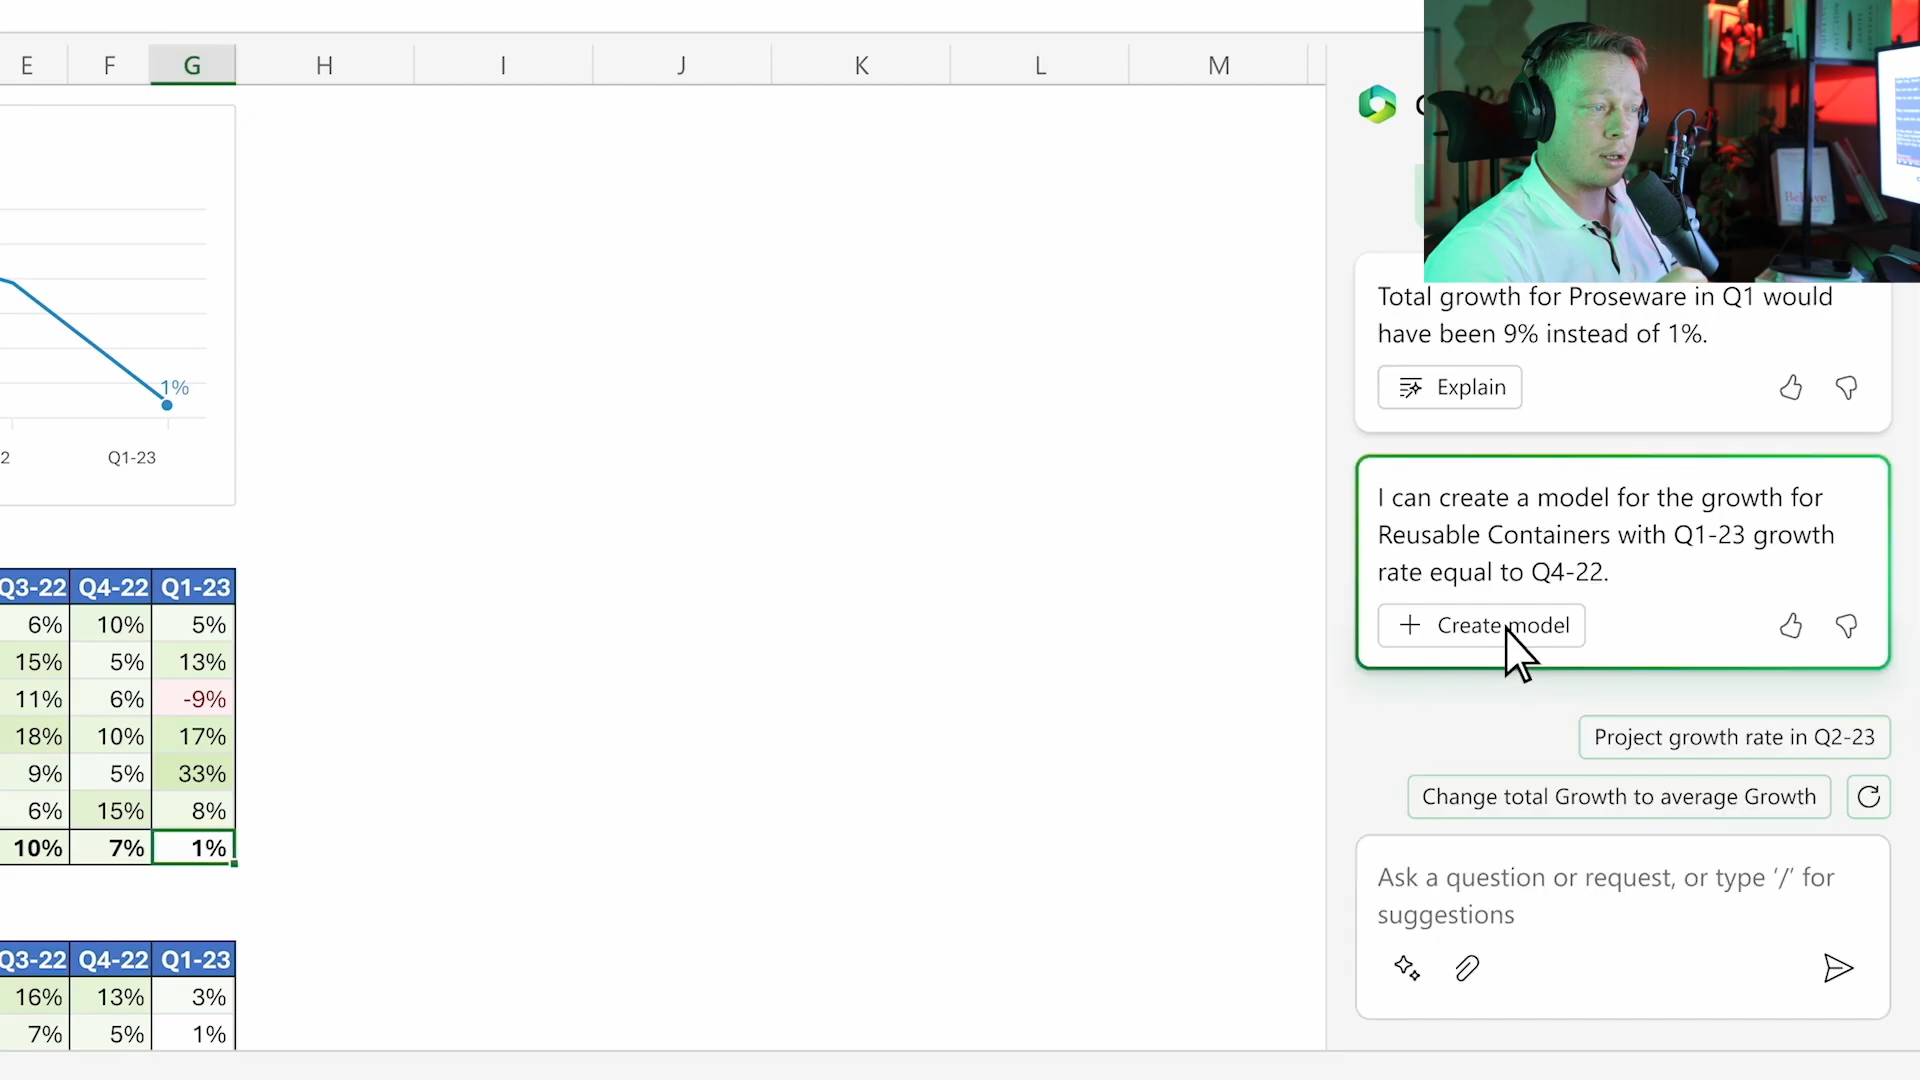 E F G H I J K L M
1%
2 Q1-23
Q3-22 Q4-22 Q1-23
6% 10% 5%
15% 5% 13%
11% 6% -9%
18% 10% 17%
9% 5% 33%
6% 15% 8%
10% 7% 1%
Q3-22 Q4-22 Q1-23
16% 13% 3%
7% 5% 1%
Total growth for Proseware in Q1 would
have been 9% instead of 1%.
Explain
I can create a model for the growth for
Reusable Containers with Q1-23 growth
rate equal to Q4-22.
Create model
Project growth rate in Q2-23
Change total Growth to average Growth
Ask a question or request, or type ‘/’ for
suggestions